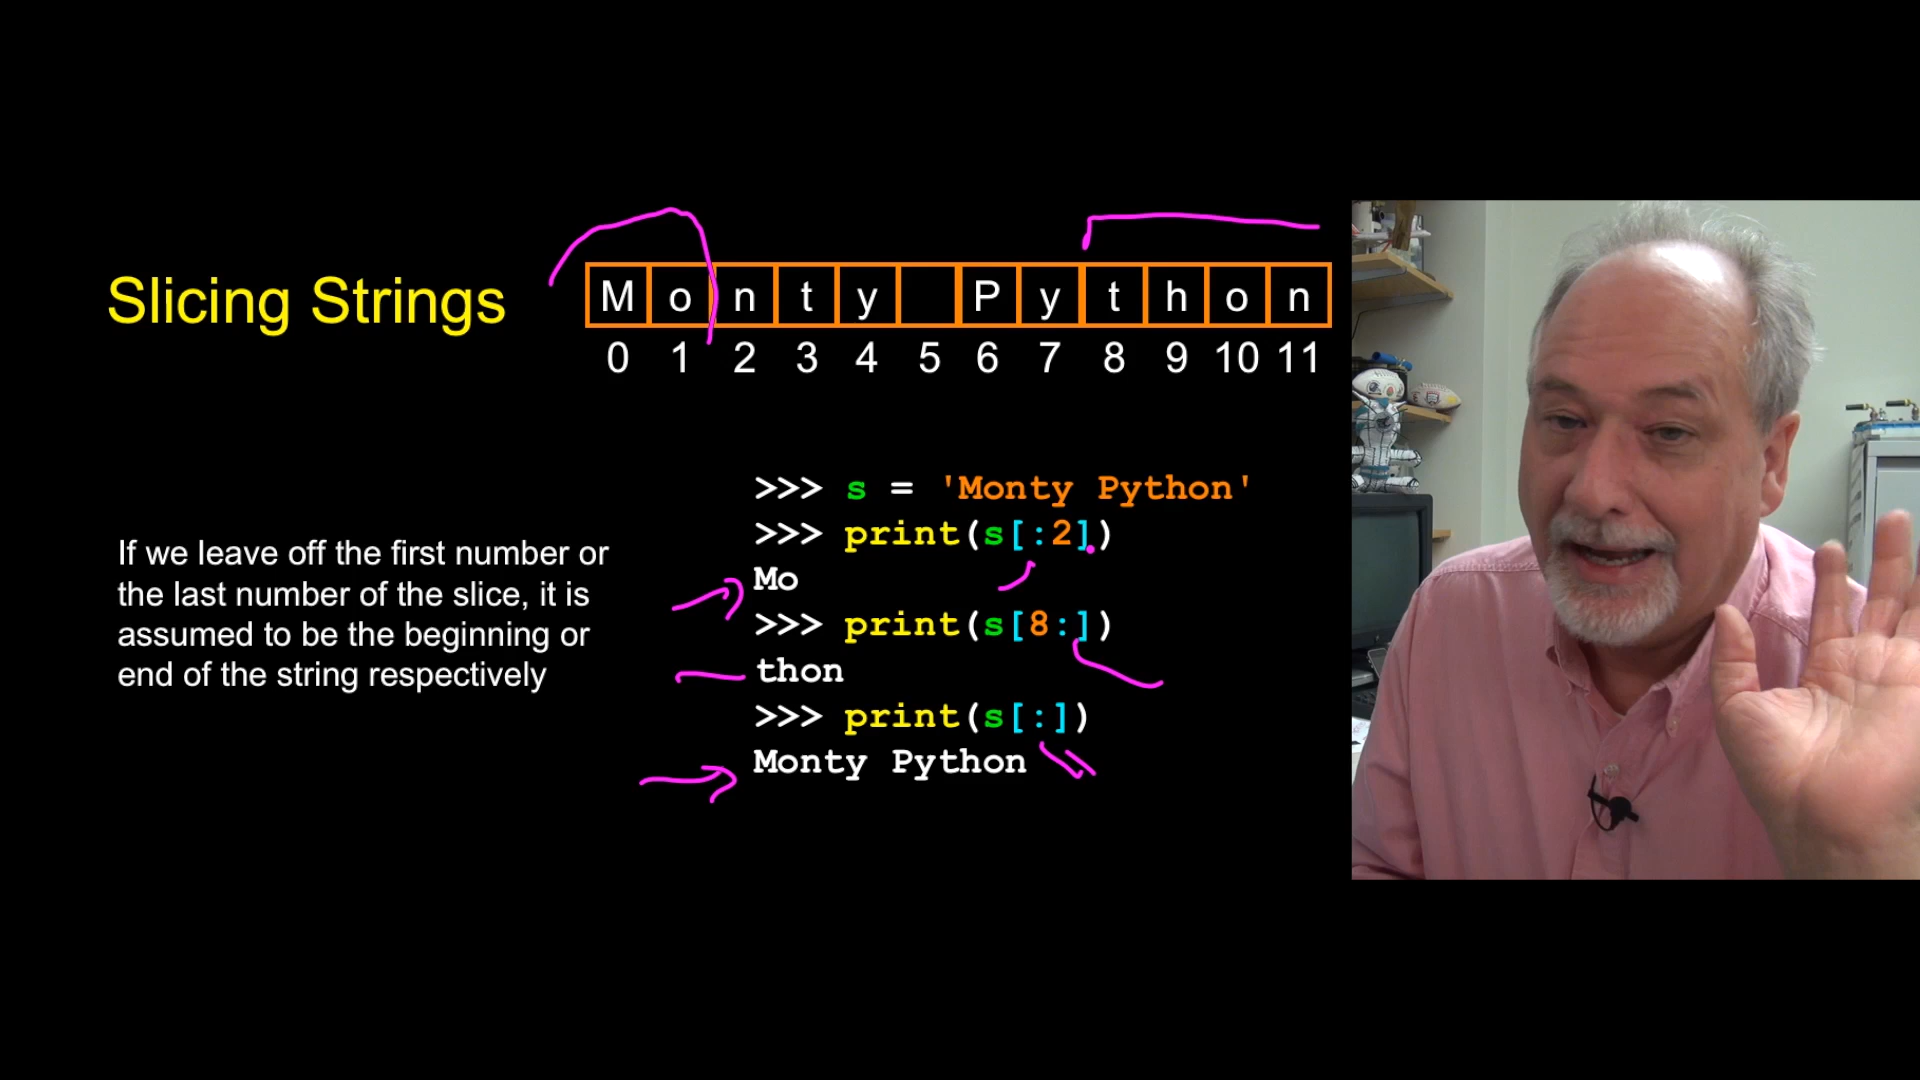 Slicing Strings
M o n t y P y t h o n
0 1 2 3 4 5 6 7 8 9 10 11
If we leave off the first number or
the last number of the slice, it is
assumed to be the beginning or
end of the string respectively
>>> s = 'Monty Python'
>>> print(s[:2])
Mo
>>> print(s[8:])
thon
>>> print(s[:])
Monty Python